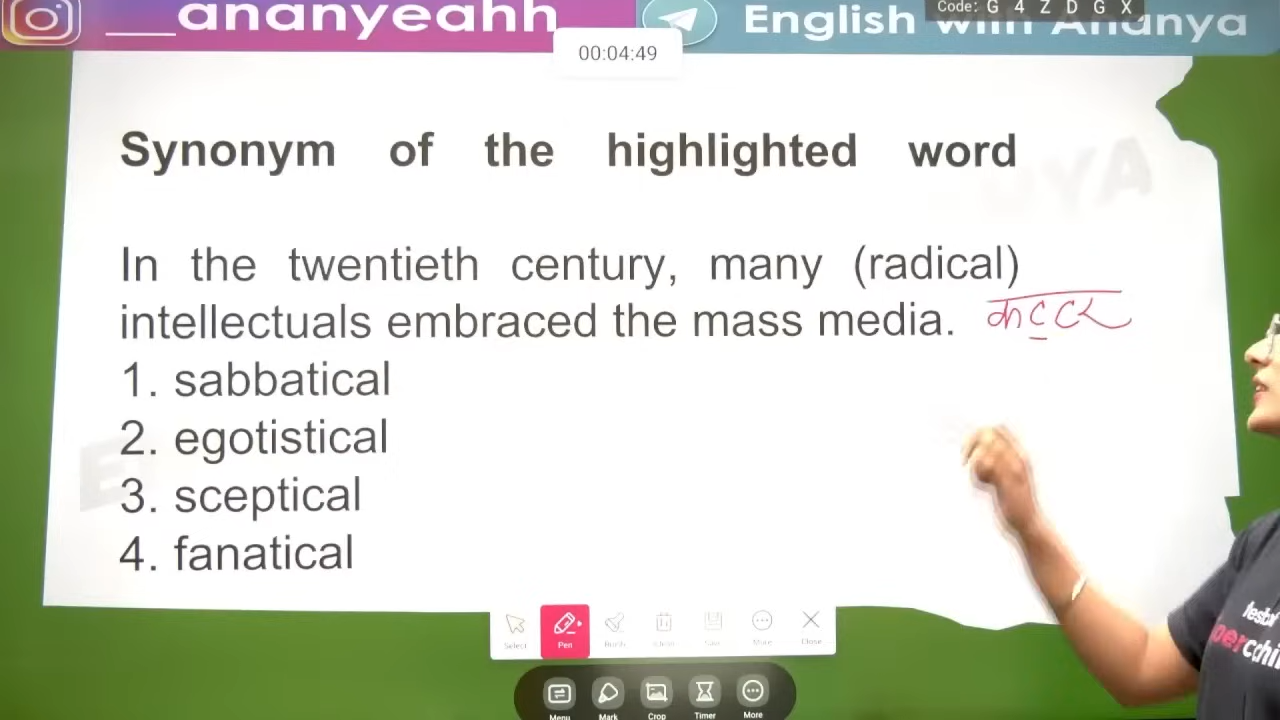 ___ananyeahh
English with Ananya
Code: G 4 Z D G X
00:04:49
Synonym of the highlighted word
In the twentieth century, many (radical)
intellectuals embraced the mass media. कट्टर
1. sabbatical
2. egotistical
3. sceptical
4. fanatical
Select Pen More Close
Menu Mark Crop Timer More